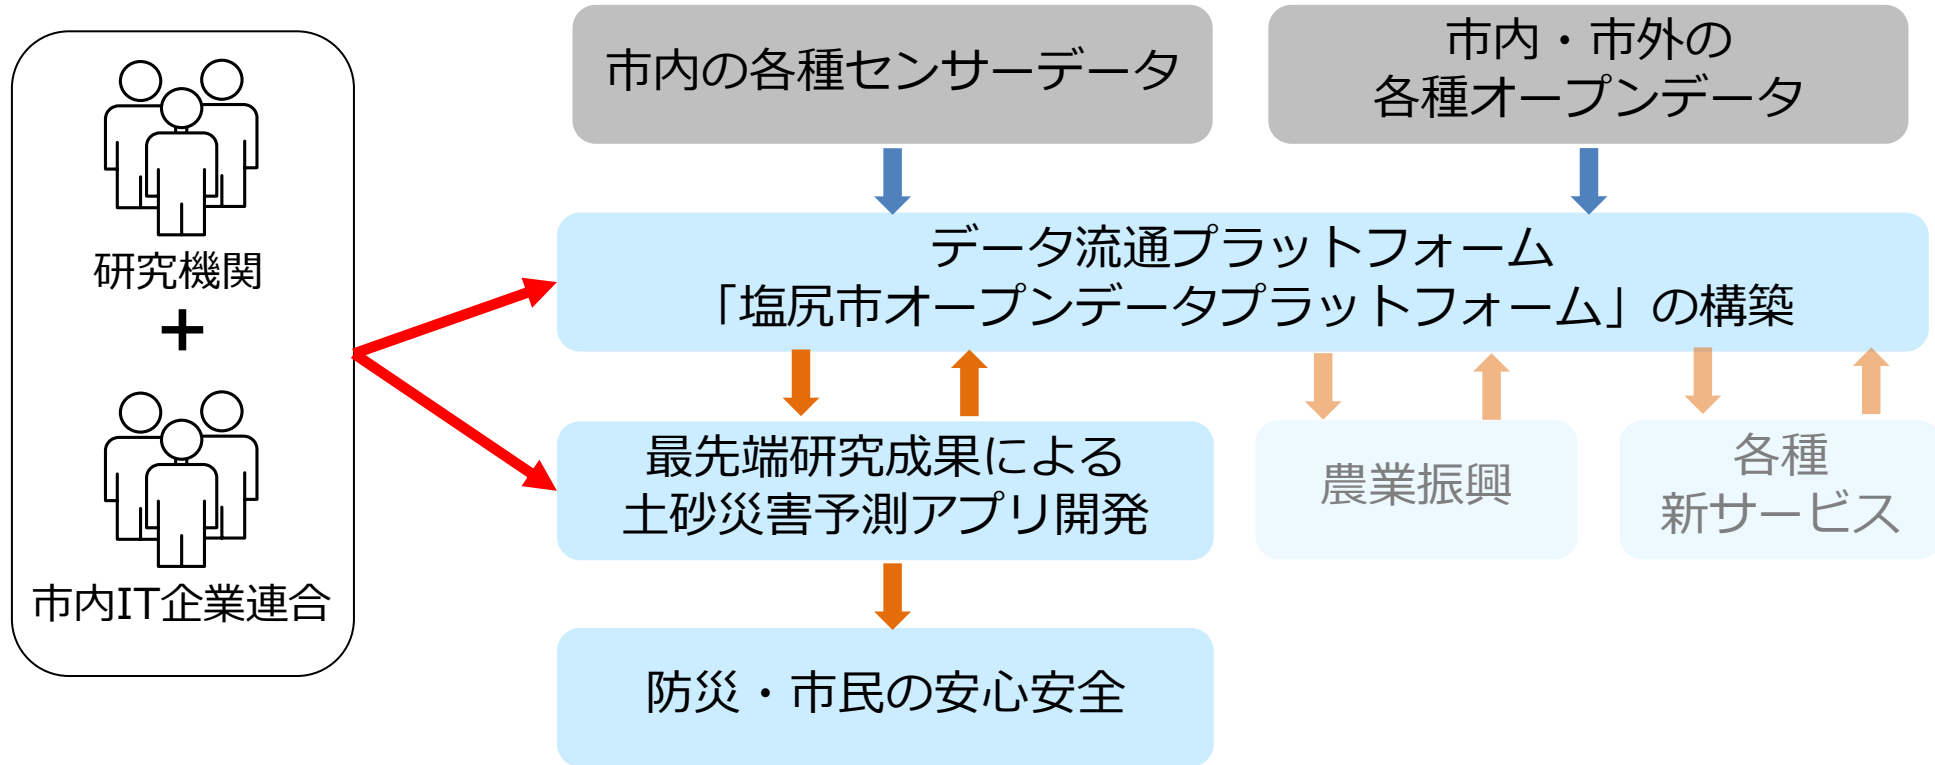 研究機関
+
市内IT企業連合
市内の各種センサーデータ
市内・市外の
各種オープンデータ
データ流通プラットフォーム
「塩尻市オープンデータプラットフォーム」の構築
最先端研究成果による
土砂災害予測アプリ開発
農業振興
各種
新サービス
防災・市民の安心安全